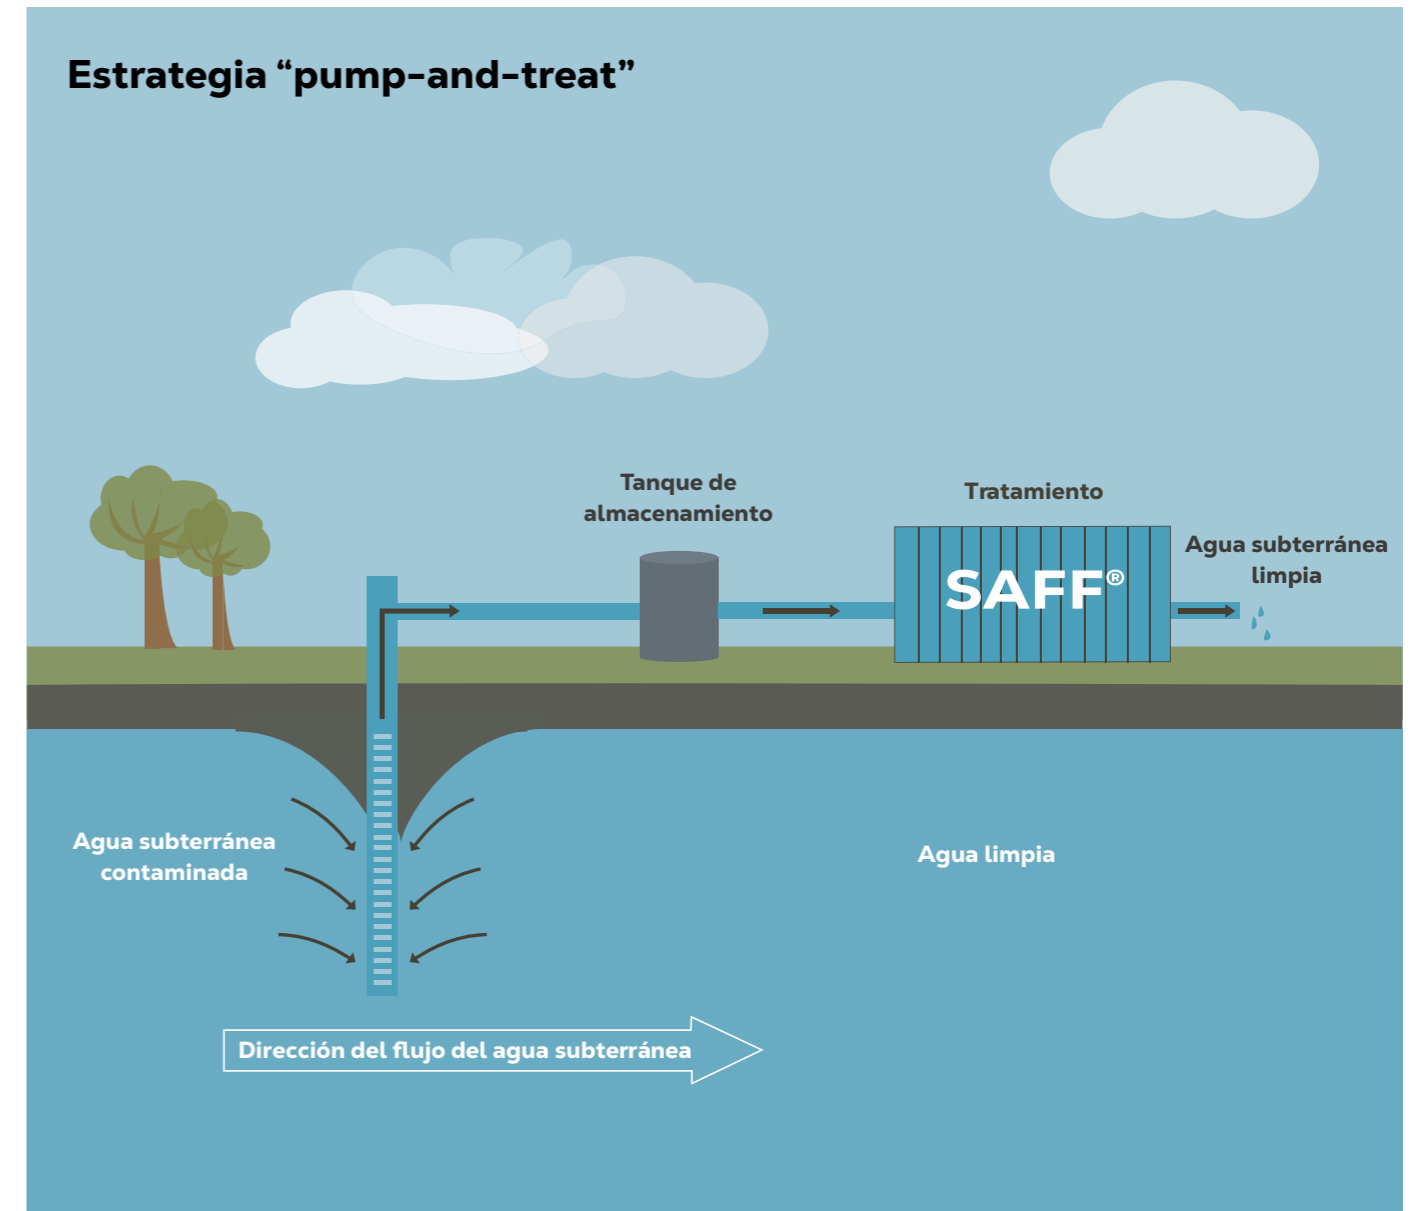 Estrategia “pump-and-treat”
Tanque de
almacenamiento
Tratamiento
SAFF®
Agua subterránea
limpia
Agua subterránea
contaminada
Agua limpia
Dirección del flujo del agua subterránea